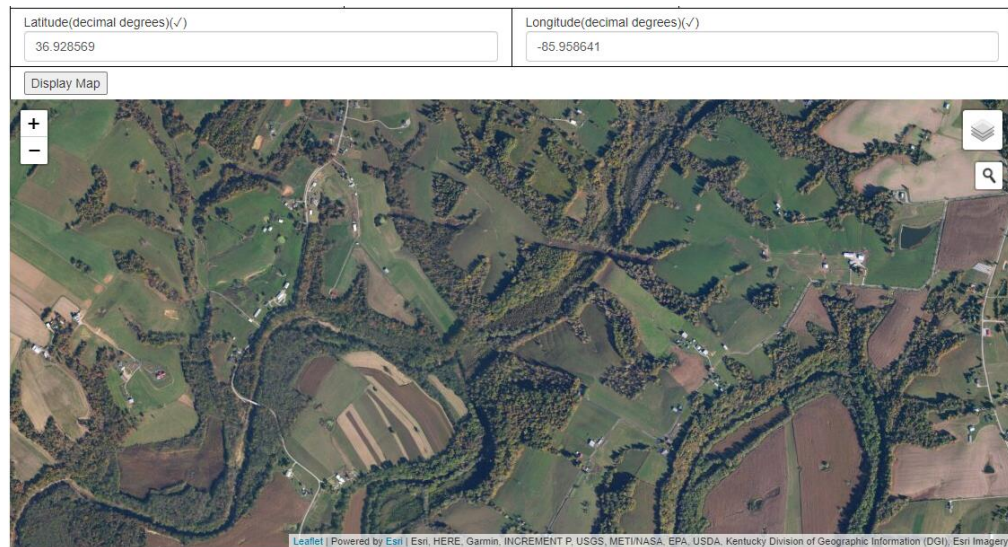 Latitude(decimal degrees)(✓) Longitude(decimal degrees)(✓)
36.928569 -85.958641
Display Map
+
−
Leaflet | Powered by Esri | Esri, HERE, Garmin, INCREMENT P, USGS, METI/NASA, EPA, USDA, Kentucky Division of Geographic Information (DGI), Esri Imagery